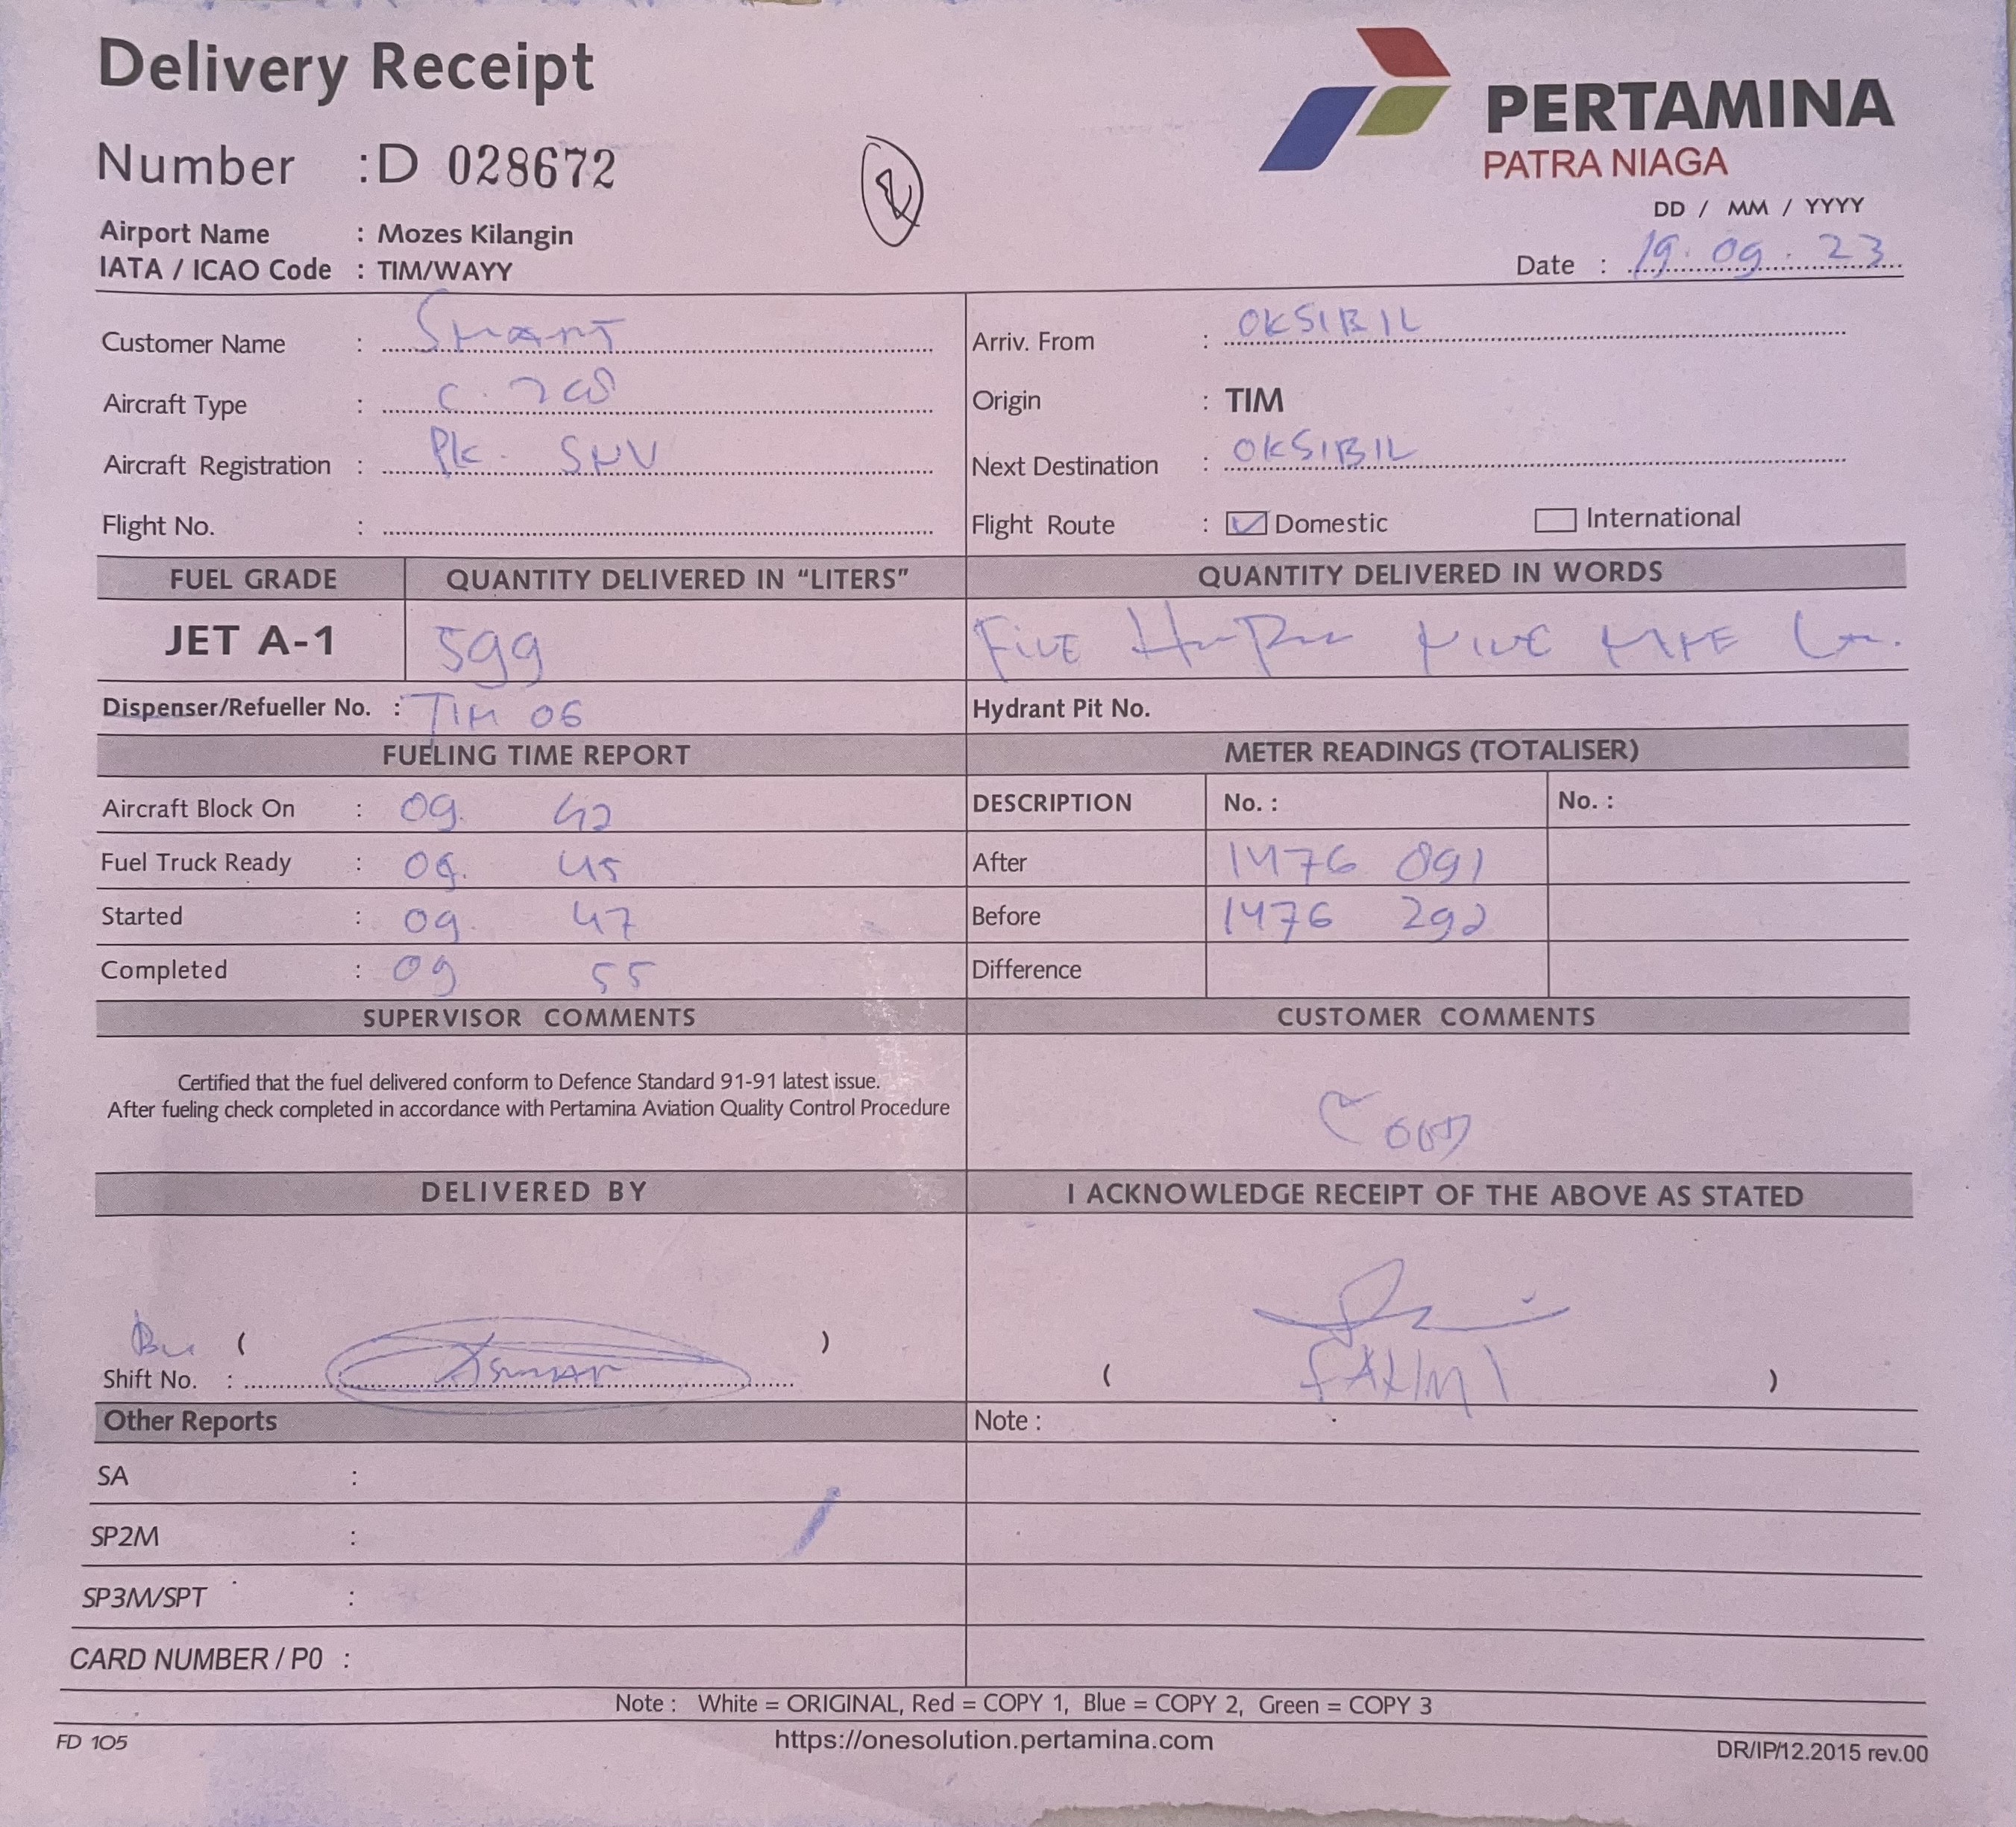 Delivery Receipt
PERTAMINA
PATRA NIAGA
Number : D 028672
DD / MM / YYYY
Airport Name : Mozes Kilangin
IATA / ICAO Code : TIM/WAYY
Date : 19.09.23
Customer Name : SMART
Arriv. From : OKSIBIL
Aircraft Type : C. 208
Origin : TIM
Aircraft Registration : PK. SNV
Next Destination : OKSIBIL
Flight No. :
Flight Route : Domestic International
FUEL GRADE QUANTITY DELIVERED IN "LITERS" QUANTITY DELIVERED IN WORDS
JET A-1 599 FIVE
Dispenser/Refueller No. : TIM 06 Hydrant Pit No.
FUELING TIME REPORT METER READINGS (TOTALISER)
Aircraft Block On : 09. 42 DESCRIPTION No. : No. :
Fuel Truck Ready : 09. 45 After 1476 891
Started : 09. 47 Before 1476 292
Completed : 09 55 Difference
SUPERVISOR COMMENTS CUSTOMER COMMENTS
Certified that the fuel delivered conform to Defence Standard 91-91 latest issue.
After fueling check completed in accordance with Pertamina Aviation Quality Control Procedure
GOOD
DELIVERED BY I ACKNOWLEDGE RECEIPT OF THE ABOVE AS STATED
( )
Shift No. :
( FAHMI )
Other Reports Note :
SA :
SP2M :
SP3M/SPT :
CARD NUMBER / P0 :
Note : White = ORIGINAL, Red = COPY 1, Blue = COPY 2, Green = COPY 3
FD 105 https://onesolution.pertamina.com DR/IP/12.2015 rev.00